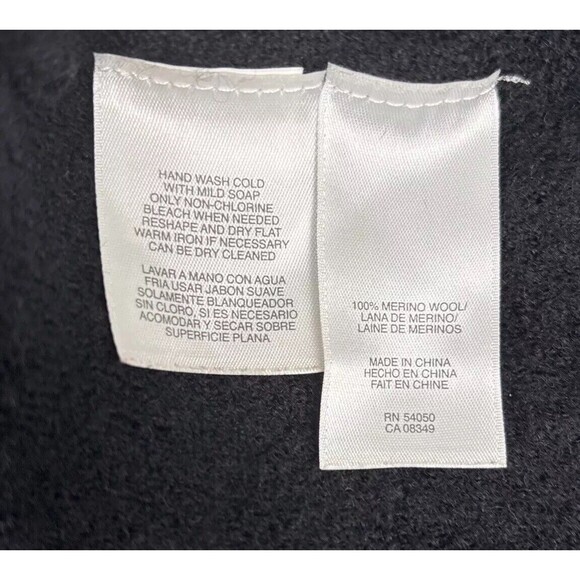 HAND WASH COLD
WITH MILD SOAP
ONLY NON-CHLORINE
BLEACH WHEN NEEDED
RESHAPE AND DRY FLAT
WARM IRON IF NECESSARY
CAN BE DRY CLEANED
LAVAR A MANO CON AGUA
FRIA USAR JABON SUAVE
SOLAMENTE BLANQUEADOR
SIN CLORO, SI ES NECESARIO
ACOMODAR Y SECAR SOBRE
SUPERFICIE PLANA
100% MERINO WOOL/
LANA DE MERINO/
LAINE DE MERINOS
MADE IN CHINA
HECHO EN CHINA
FAIT EN CHINE
RN 54050
CA 08349